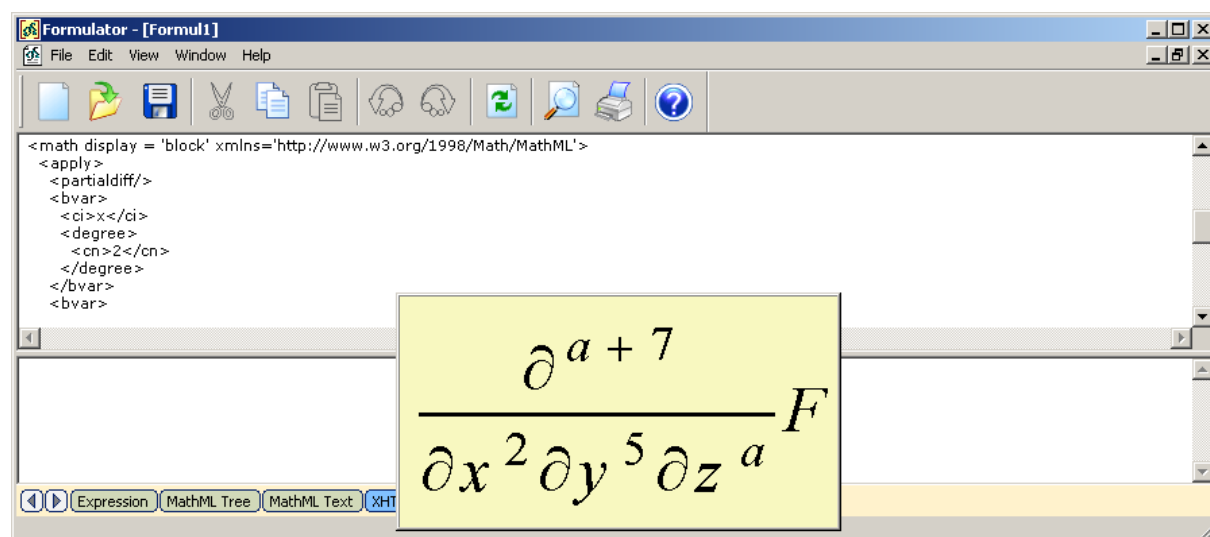 Formulator - [Formul1]
File Edit View Window Help
<math display = 'block' xmlns='http://www.w3.org/1998/Math/MathML'>
<apply>
<partialdiff/>
<bvar>
<ci>x</ci>
<degree>
<cn>2</cn>
</degree>
</bvar>
<bvar>
∂^{a + 7}
∂x^2 ∂y^5 ∂z^a F
Expression MathML Tree MathML Text XHT